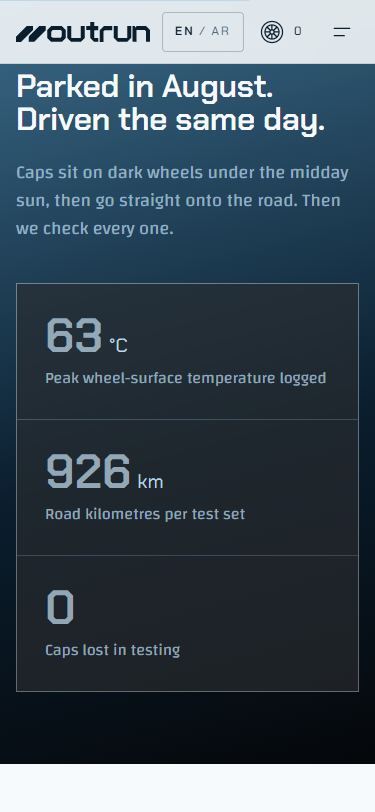 outrun
EN / AR
0
Parked in August.
Driven the same day.
Caps sit on dark wheels under the midday
sun, then go straight onto the road. Then
we check every one.
63 °C
Peak wheel-surface temperature logged
926 km
Road kilometres per test set
0
Caps lost in testing